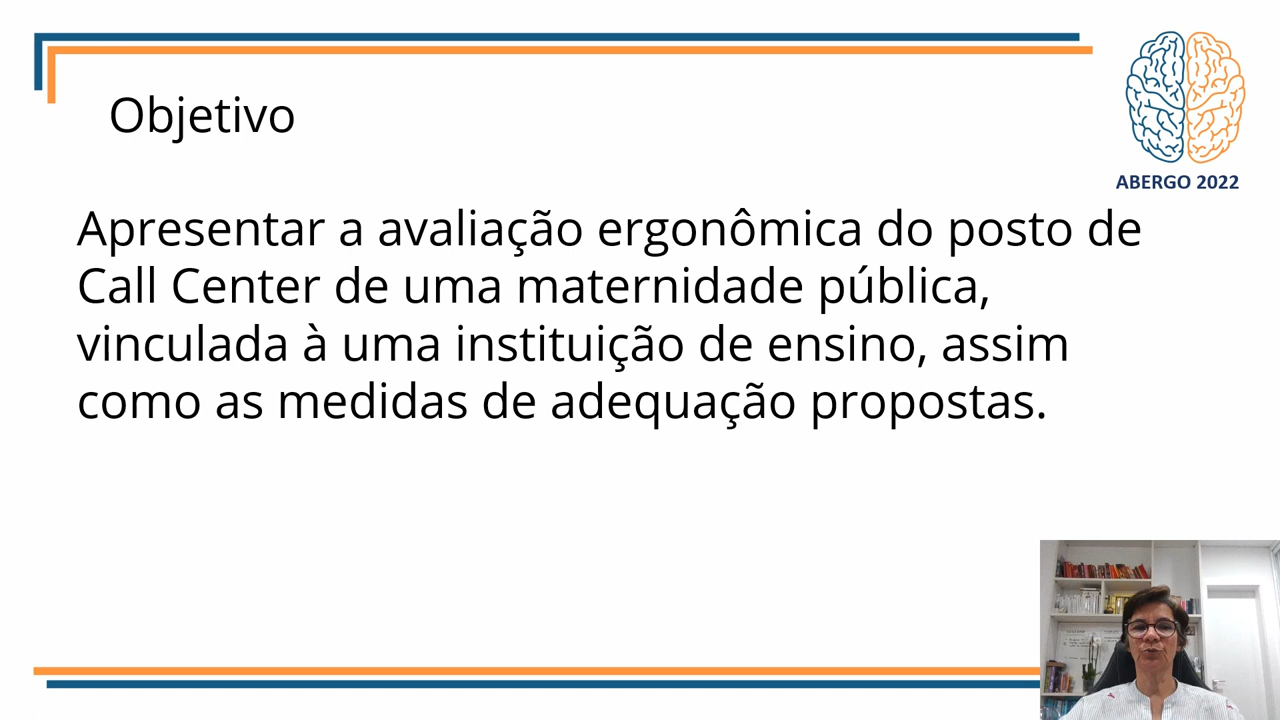 Objetivo
ABERGO 2022
Apresentar a avaliação ergonômica do posto de
Call Center de uma maternidade pública,
vinculada à uma instituição de ensino, assim
como as medidas de adequação propostas.